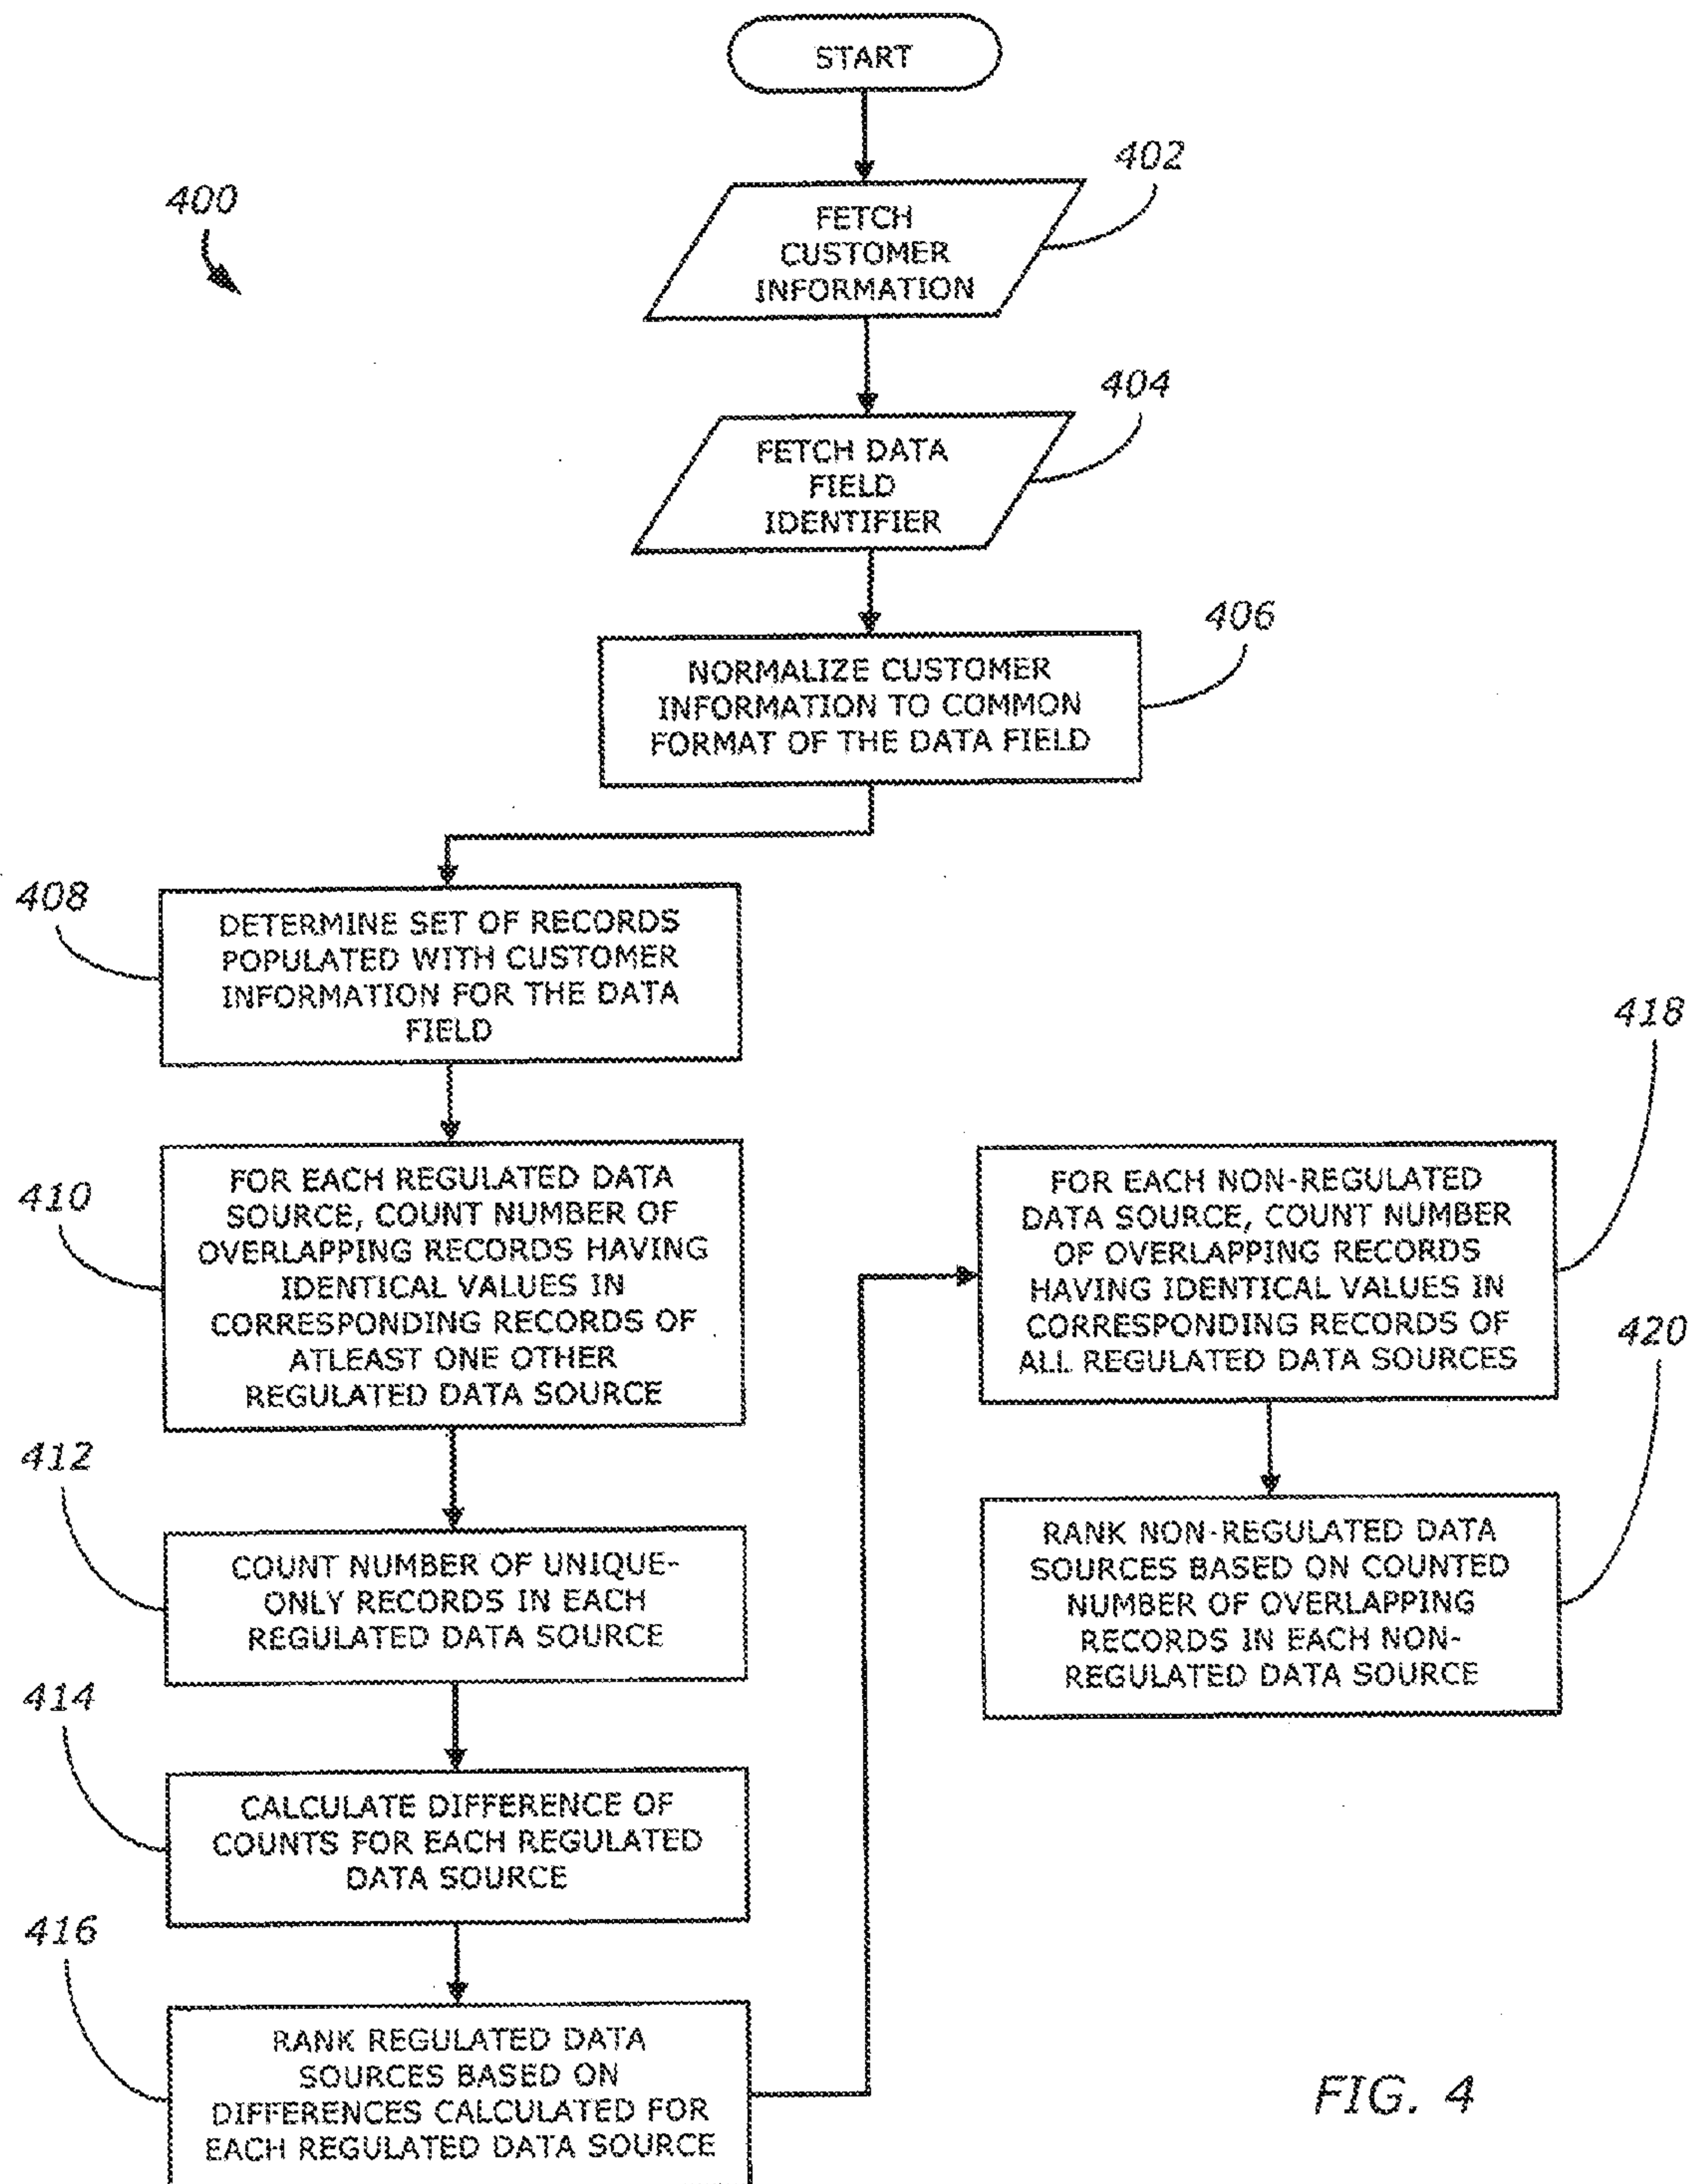 START
402
400
FETCH
CUSTOMER
INFORMATION
404
FETCH DATA
FIELD
IDENTIFIER
406
NORMALIZE CUSTOMER
INFORMATION TO COMMON
FORMAT OF THE DATA FIELD
408
DETERMINE SET OF RECORDS
POPULATED WITH CUSTOMER
INFORMATION FOR THE DATA
FIELD
410
FOR EACH REGULATED DATA
SOURCE, COUNT NUMBER OF
OVERLAPPING RECORDS HAVING
IDENTICAL VALUES IN
CORRESPONDING RECORDS OF
ATLEAST ONE OTHER
REGULATED DATA SOURCE
412
COUNT NUMBER OF UNIQUE-
ONLY RECORDS IN EACH
REGULATED DATA SOURCE
414
CALCULATE DIFFERENCE OF
COUNTS FOR EACH REGULATED
DATA SOURCE
416
RANK REGULATED DATA
SOURCES BASED ON
DIFFERENCES CALCULATED FOR
EACH REGULATED DATA SOURCE
418
FOR EACH NON-REGULATED
DATA SOURCE, COUNT NUMBER
OF OVERLAPPING RECORDS
HAVING IDENTICAL VALUES IN
CORRESPONDING RECORDS OF
ALL REGULATED DATA SOURCES
420
RANK NON-REGULATED DATA
SOURCES BASED ON COUNTED
NUMBER OF OVERLAPPING
RECORDS IN EACH NON-
REGULATED DATA SOURCE
FIG. 4